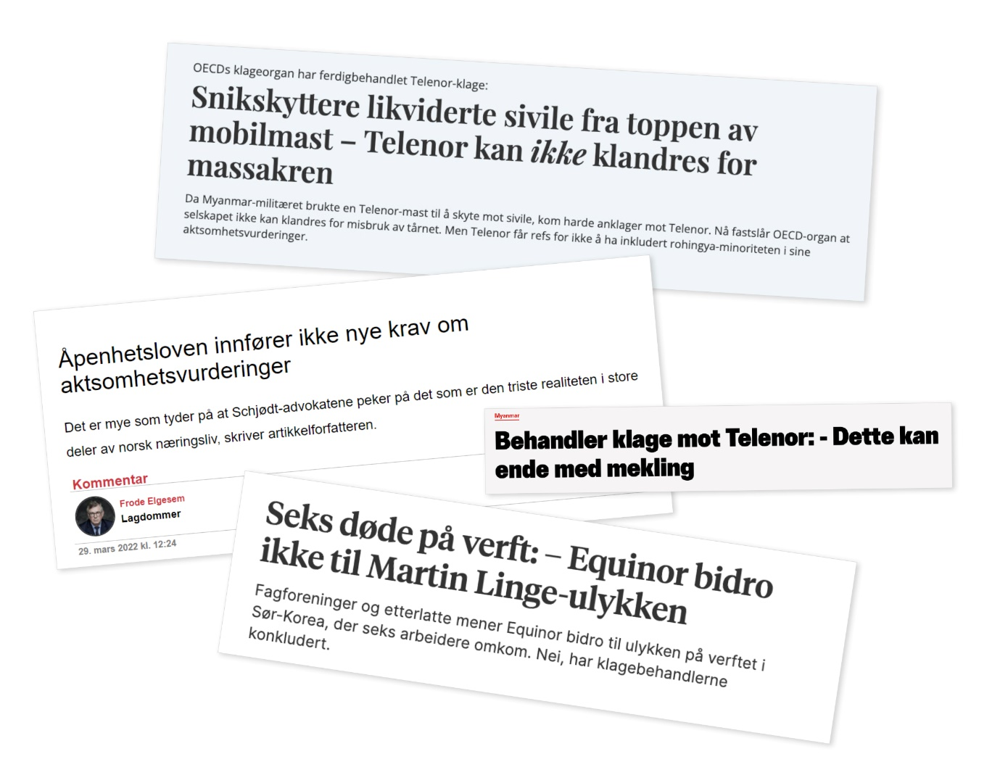 OECDs klageorgan har ferdigbehandlet Telenor-klage:
Snikskyttere likviderte sivile fra toppen av
mobilmast – Telenor kan ikke klandres for
massakren
Da Myanmar-militæret brukte en Telenor-mast til å skyte mot sivile, kom harde anklager mot Telenor. Nå fastslår OECD-organ at
selskapet ikke kan klandres for misbruk av tårnet. Men Telenor får refs for ikke å ha inkludert rohingya-minoriteten i sine
aktsomhetsvurderinger.
Åpenhetsloven innfører ikke nye krav om
aktsomhetsvurderinger
Det er mye som tyder på at Schjødt-advokatene peker på det som er den triste realiteten i store
deler av norsk næringsliv, skriver artikkelforfatteren.
Kommentar
Frode Elgesem
Lagdommer
29. mars 2022 kl. 12:24
Myanmar
Behandler klage mot Telenor: - Dette kan
ende med mekling
Seks døde på verft: – Equinor bidro
ikke til Martin Linge-ulykken
Fagforeninger og etterlatte mener Equinor bidro til ulykken på verftet i
Sør-Korea, der seks arbeidere omkom. Nei, har klagebehandlerne
konkludert.